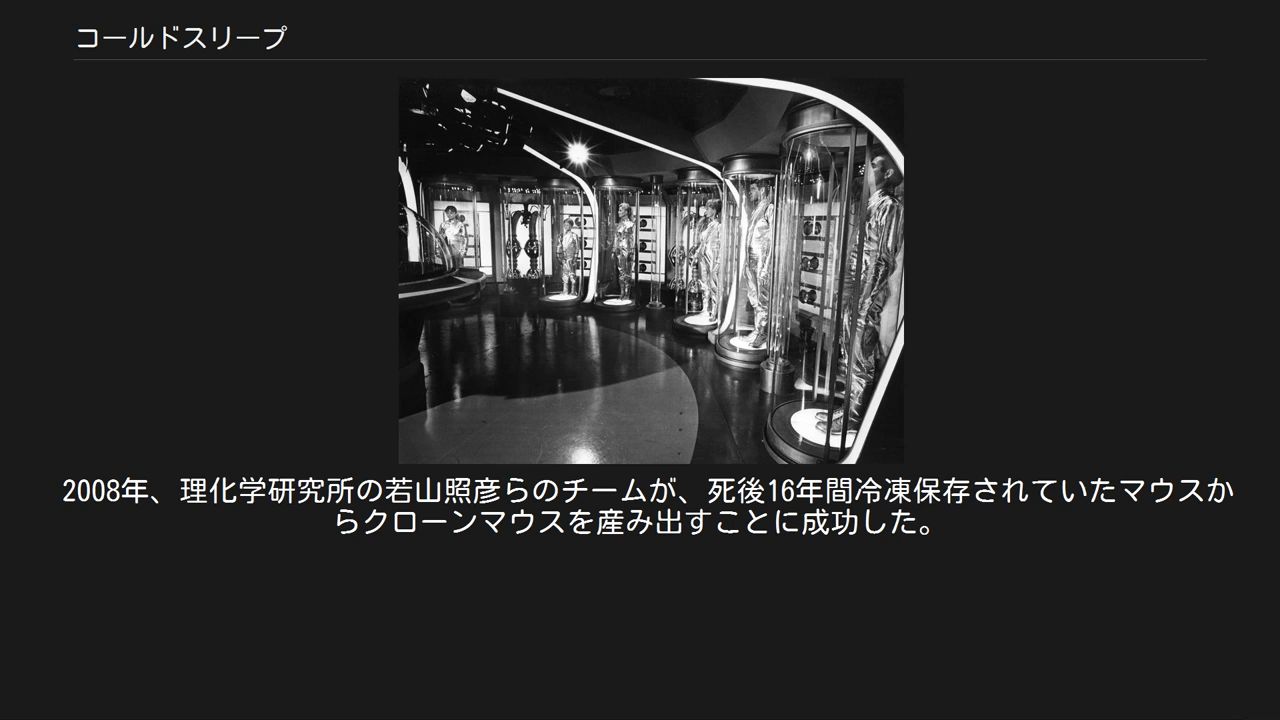 コールドスリープ
2008年、理化学研究所の若山照彦らのチームが、死後16年間冷凍保存されていたマウスか
らクローンマウスを産み出すことに成功した。